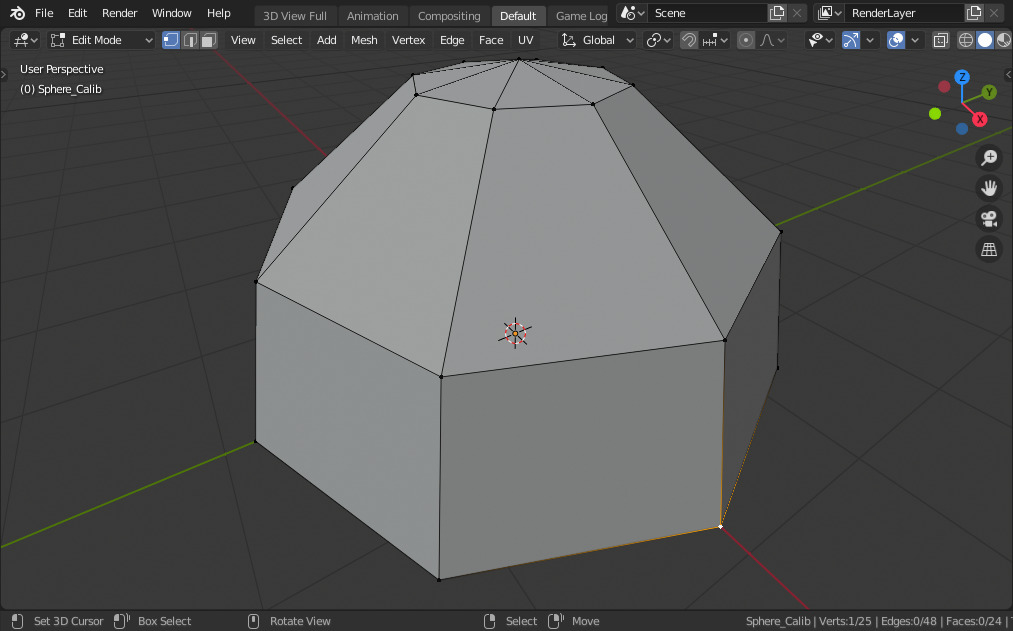 File Edit Render Window Help 3D View Full Animation Compositing Default Game Log Scene RenderLayer
Edit Mode View Select Add Mesh Vertex Edge Face UV Global
User Perspective
(0) Sphere_Calib
Z
Y
X
Set 3D Cursor Box Select Rotate View Select Move Sphere_Calib | Verts:1/25 | Edges:0/48 | Faces:0/24 |